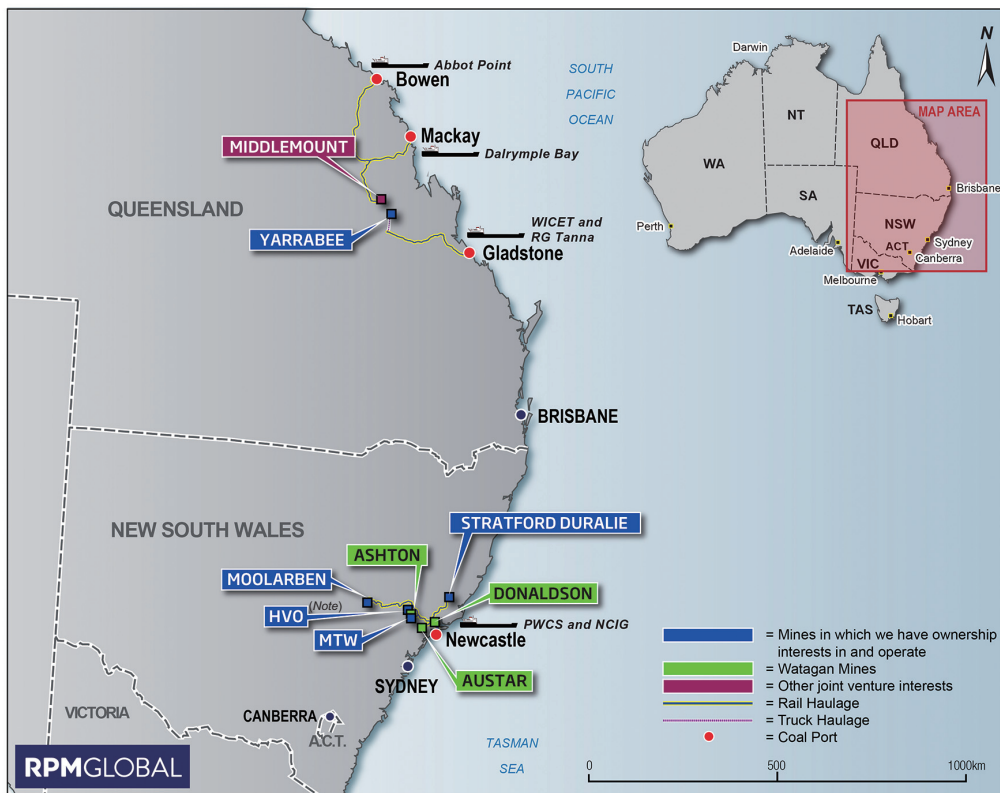 Abbot Point
Bowen
SOUTH
PACIFIC
OCEAN
Mackay
Dalrymple Bay
MIDDLEMOUNT
QUEENSLAND
YARRABEE
WICET and
RG Tanna
Gladstone
BRISBANE
NEW SOUTH WALES
STRATFORD DURALIE
ASHTON
MOOLARBEN
DONALDSON
HVO
(Note)
MTW
PWCS and NCIG
Newcastle
AUSTAR
SYDNEY
VICTORIA
CANBERRA
A.C.T.
TASMAN
SEA
RPMGLOBAL
N
Darwin
MAP AREA
NT
QLD
WA
Brisbane
SA
NSW
Perth
Sydney
ACT
Adelaide
Canberra
VIC
Melbourne
TAS
Hobart
= Mines in which we have ownership
interests in and operate
= Watagan Mines
= Other joint venture interests
= Rail Haulage
= Truck Haulage
= Coal Port
0 500 1000km